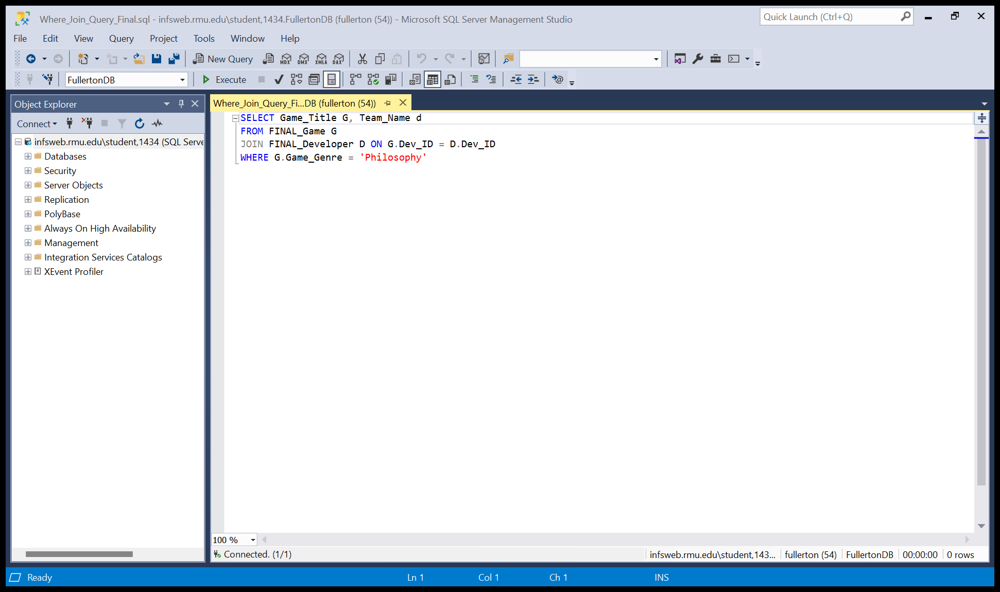 Where_Join_Query_Final.sql - infsweb.rmu.edu\student,1434.FullertonDB (fullerton (54)) - Microsoft SQL Server Management Studio
Quick Launch (Ctrl+Q)
File Edit View Query Project Tools Window Help
New Query MDX DMX XMLA DAX
FullertonDB Execute
Object Explorer
Where_Join_Query_Fi...DB (fullerton (54))
Connect
infsweb.rmu.edu\student,1434 (SQL Serve
Databases
Security
Server Objects
Replication
PolyBase
Always On High Availability
Management
Integration Services Catalogs
XEvent Profiler
SELECT Game_Title G, Team_Name d
FROM FINAL_Game G
JOIN FINAL_Developer D ON G.Dev_ID = D.Dev_ID
WHERE G.Game_Genre = 'Philosophy'
100 %
Connected. (1/1)
infsweb.rmu.edu\student,143... fullerton (54) FullertonDB 00:00:00 0 rows
Ready Ln 1 Col 1 Ch 1 INS